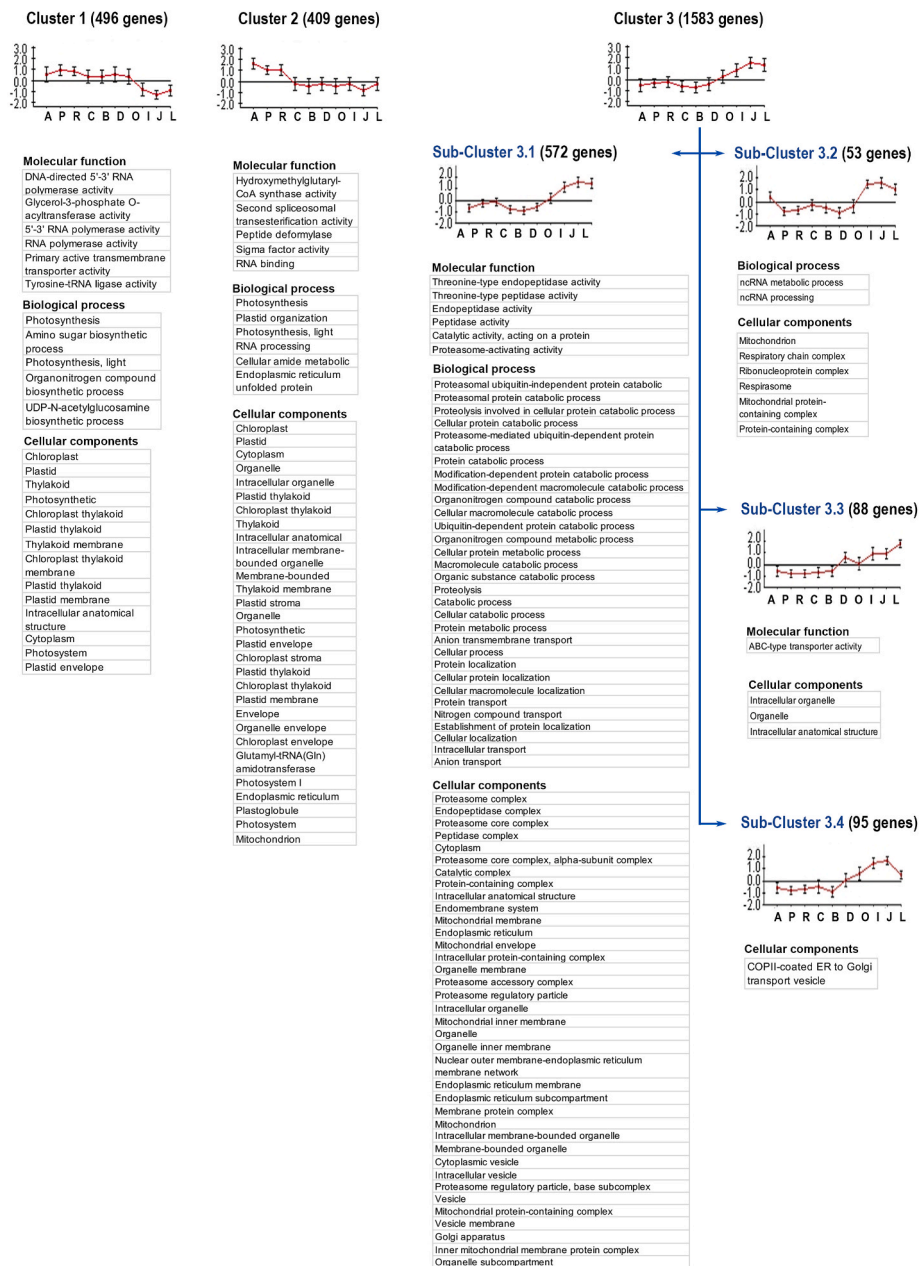 Cluster 1 (496 genes)
3.0
2.0
1.0
0.0
-1.0
-2.0
A P R C B D O I J L
Molecular function
DNA-directed 5'-3' RNA
polymerase activity
Glycerol-3-phosphate O-
acyltransferase activity
5'-3' RNA polymerase activity
RNA polymerase activity
Primary active transmembrane
transporter activity
Tyrosine-tRNA ligase activity
Biological process
Photosynthesis
Amino sugar biosynthetic
process
Photosynthesis, light
Organonitrogen compound
biosynthetic process
UDP-N-acetylglucosamine
biosynthetic process
Cellular components
Chloroplast
Plastid
Thylakoid
Photosynthetic
Chloroplast thylakoid
Plastid thylakoid
Thylakoid membrane
Chloroplast thylakoid
membrane
Plastid thylakoid
Plastid membrane
Intracellular anatomical
structure
Cytoplasm
Photosystem
Plastid envelope
Cluster 2 (409 genes)
3.0
2.0
1.0
0.0
-1.0
-2.0
A P R C B D O I J L
Molecular function
Hydroxymethylglutaryl-
CoA synthase activity
Second spliceosomal
transesterification activity
Peptide deformylase
Sigma factor activity
RNA binding
Biological process
Photosynthesis
Plastid organization
Photosynthesis, light
RNA processing
Cellular amide metabolic
Endoplasmic reticulum
unfolded protein
Cellular components
Chloroplast
Plastid
Cytoplasm
Organelle
Intracellular organelle
Plastid thylakoid
Chloroplast thylakoid
Thylakoid
Intracellular anatomical
Intracellular membrane-
bounded organelle
Membrane-bounded
Thylakoid membrane
Plastid stroma
Organelle
Photosynthetic
Plastid envelope
Chloroplast stroma
Plastid thylakoid
Chloroplast thylakoid
Plastid membrane
Envelope
Organelle envelope
Chloroplast envelope
Glutamyl-tRNA(Gln)
amidotransferase
Photosystem I
Endoplasmic reticulum
Plastoglobule
Photosystem
Mitochondrion
Cluster 3 (1583 genes)
3.0
2.0
1.0
0.0
-1.0
-2.0
A P R C B D O I J L
Sub-Cluster 3.1 (572 genes)
2.0
1.0
0.0
-1.0
-2.0
A P R C B D O I J L
Molecular function
Threonine-type endopeptidase activity
Threonine-type peptidase activity
Endopeptidase activity
Peptidase activity
Catalytic activity, acting on a protein
Proteasome-activating activity
Biological process
Proteasomal ubiquitin-independent protein catabolic
Proteasomal protein catabolic process
Proteolysis involved in cellular protein catabolic process
Cellular protein catabolic process
Proteasome-mediated ubiquitin-dependent protein
catabolic process
Protein catabolic process
Modification-dependent protein catabolic process
Modification-dependent macromolecule catabolic process
Organonitrogen compound catabolic process
Cellular macromolecule catabolic process
Ubiquitin-dependent protein catabolic process
Organonitrogen compound metabolic process
Cellular protein metabolic process
Macromolecule catabolic process
Organic substance catabolic process
Proteolysis
Catabolic process
Cellular catabolic process
Protein metabolic process
Anion transmembrane transport
Cellular process
Protein localization
Cellular protein localization
Cellular macromolecule localization
Protein transport
Nitrogen compound transport
Establishment of protein localization
Cellular localization
Intracellular transport
Anion transport
Cellular components
Proteasome complex
Endopeptidase complex
Proteasome core complex
Peptidase complex
Cytoplasm
Proteasome core complex, alpha-subunit complex
Catalytic complex
Protein-containing complex
Intracellular anatomical structure
Endomembrane system
Mitochondrial membrane
Endoplasmic reticulum
Mitochondrial envelope
Intracellular protein-containing complex
Organelle membrane
Proteasome accessory complex
Proteasome regulatory particle
Intracellular organelle
Mitochondrial inner membrane
Organelle
Organelle inner membrane
Nuclear outer membrane-endoplasmic reticulum
membrane network
Endoplasmic reticulum membrane
Endoplasmic reticulum subcompartment
Membrane protein complex
Mitochondrion
Intracellular membrane-bounded organelle
Membrane-bounded organelle
Cytoplasmic vesicle
Intracellular vesicle
Proteasome regulatory particle, base subcomplex
Vesicle
Mitochondrial protein-containing complex
Vesicle membrane
Golgi apparatus
Inner mitochondrial membrane protein complex
Organelle subcompartment
Sub-Cluster 3.2 (53 genes)
2.0
1.0
0.0
-1.0
-2.0
A P R C B D O I J L
Biological process
ncRNA metabolic process
ncRNA processing
Cellular components
Mitochondrion
Respiratory chain complex
Ribonucleoprotein complex
Respirasome
Mitochondrial protein-
containing complex
Protein-containing complex
Sub-Cluster 3.3 (88 genes)
2.0
1.0
0.0
-1.0
-2.0
A P R C B D O I J L
Molecular function
ABC-type transporter activity
Cellular components
Intracellular organelle
Organelle
Intracellular anatomical structure
Sub-Cluster 3.4 (95 genes)
2.0
1.0
0.0
-1.0
-2.0
A P R C B D O I J L
Cellular components
COPII-coated ER to Golgi
transport vesicle